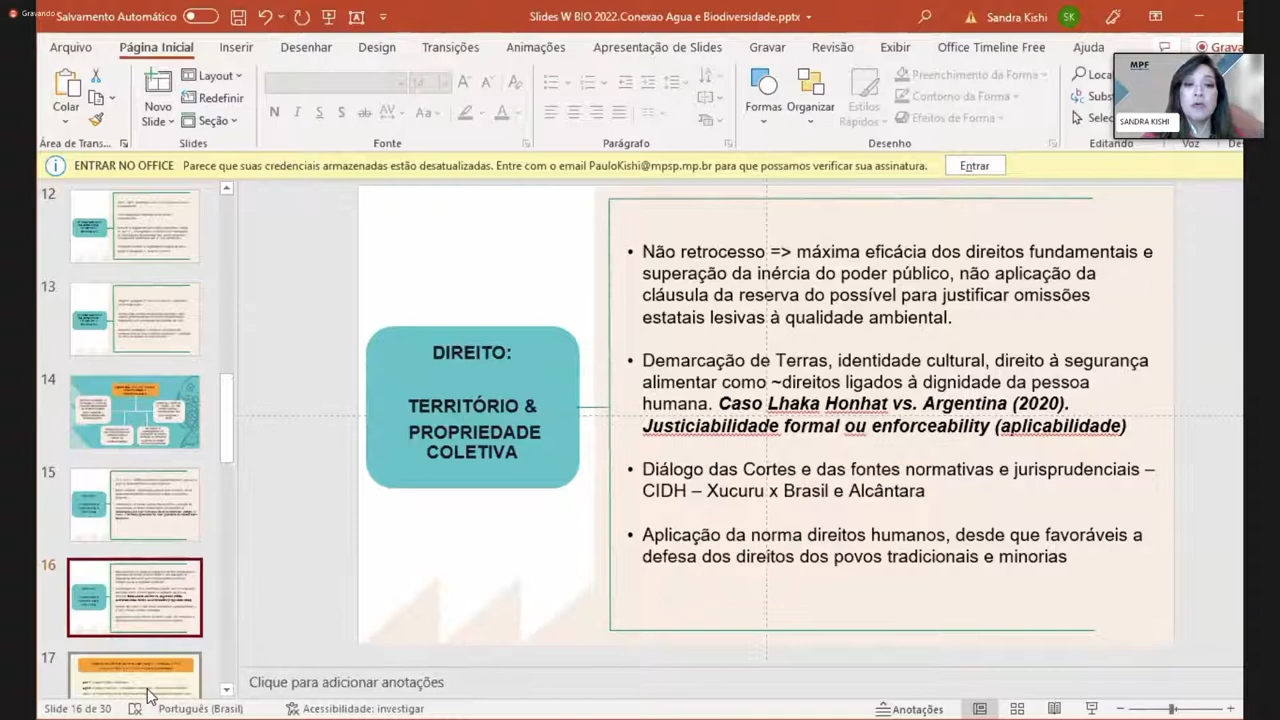 Gravando
Salvamento Automático
Slides W BIO 2022.Conexao Agua e Biodiversidade.pptx
Sandra Kishi
SK
Arquivo
Página Inicial
Inserir
Desenhar
Design
Transições
Animações
Apresentação de Slides
Gravar
Revisão
Exibir
Office Timeline Free
Ajuda
Grava
Colar
Novo
Slide
Layout
Redefinir
Seção
N I S S
Aa
Formas
Organizar
Estilos
Rápidos
Preenchimento da Forma
Contorno da Forma
Efeitos de Forma
Loca
Subs
Selec
MPF
SANDRA KISHI
Área de Trans...
Slides
Fonte
Parágrafo
Desenho
Editando
Voz
ENTRAR NO OFFICE Parece que suas credenciais armazenadas estão desatualizadas. Entre com o email PauloKishi@mpsp.mp.br para que possamos verificar sua assinatura.
Entrar
12
13
14
15
16
17
DIREITO:
TERRITÓRIO &
PROPRIEDADE
COLETIVA
• Não retrocesso => máxima eficácia dos direitos fundamentais e
superação da inércia do poder público, não aplicação da
cláusula da reserva do possível para justificar omissões
estatais lesivas à qualidade ambiental.
• Demarcação de Terras, identidade cultural, direito à segurança
alimentar como ~direitos ligados à dignidade da pessoa
humana. Caso Lhaka Honhat vs. Argentina (2020).
Justiciabilidade formal ou enforceability (aplicabilidade)
• Diálogo das Cortes e das fontes normativas e jurisprudenciais –
CIDH – Xucuru x Brasil e Alcântara
• Aplicação da norma direitos humanos, desde que favoráveis a
defesa dos direitos dos povos tradicionais e minorias
Clique para adicionar anotações
Slide 16 de 30
Português (Brasil)
Acessibilidade: investigar
Anotações